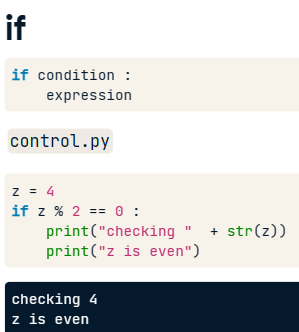 if
if condition :
    expression
control.py
z = 4
if z % 2 == 0 :
    print("checking "  + str(z))
    print("z is even")
checking 4
z is even